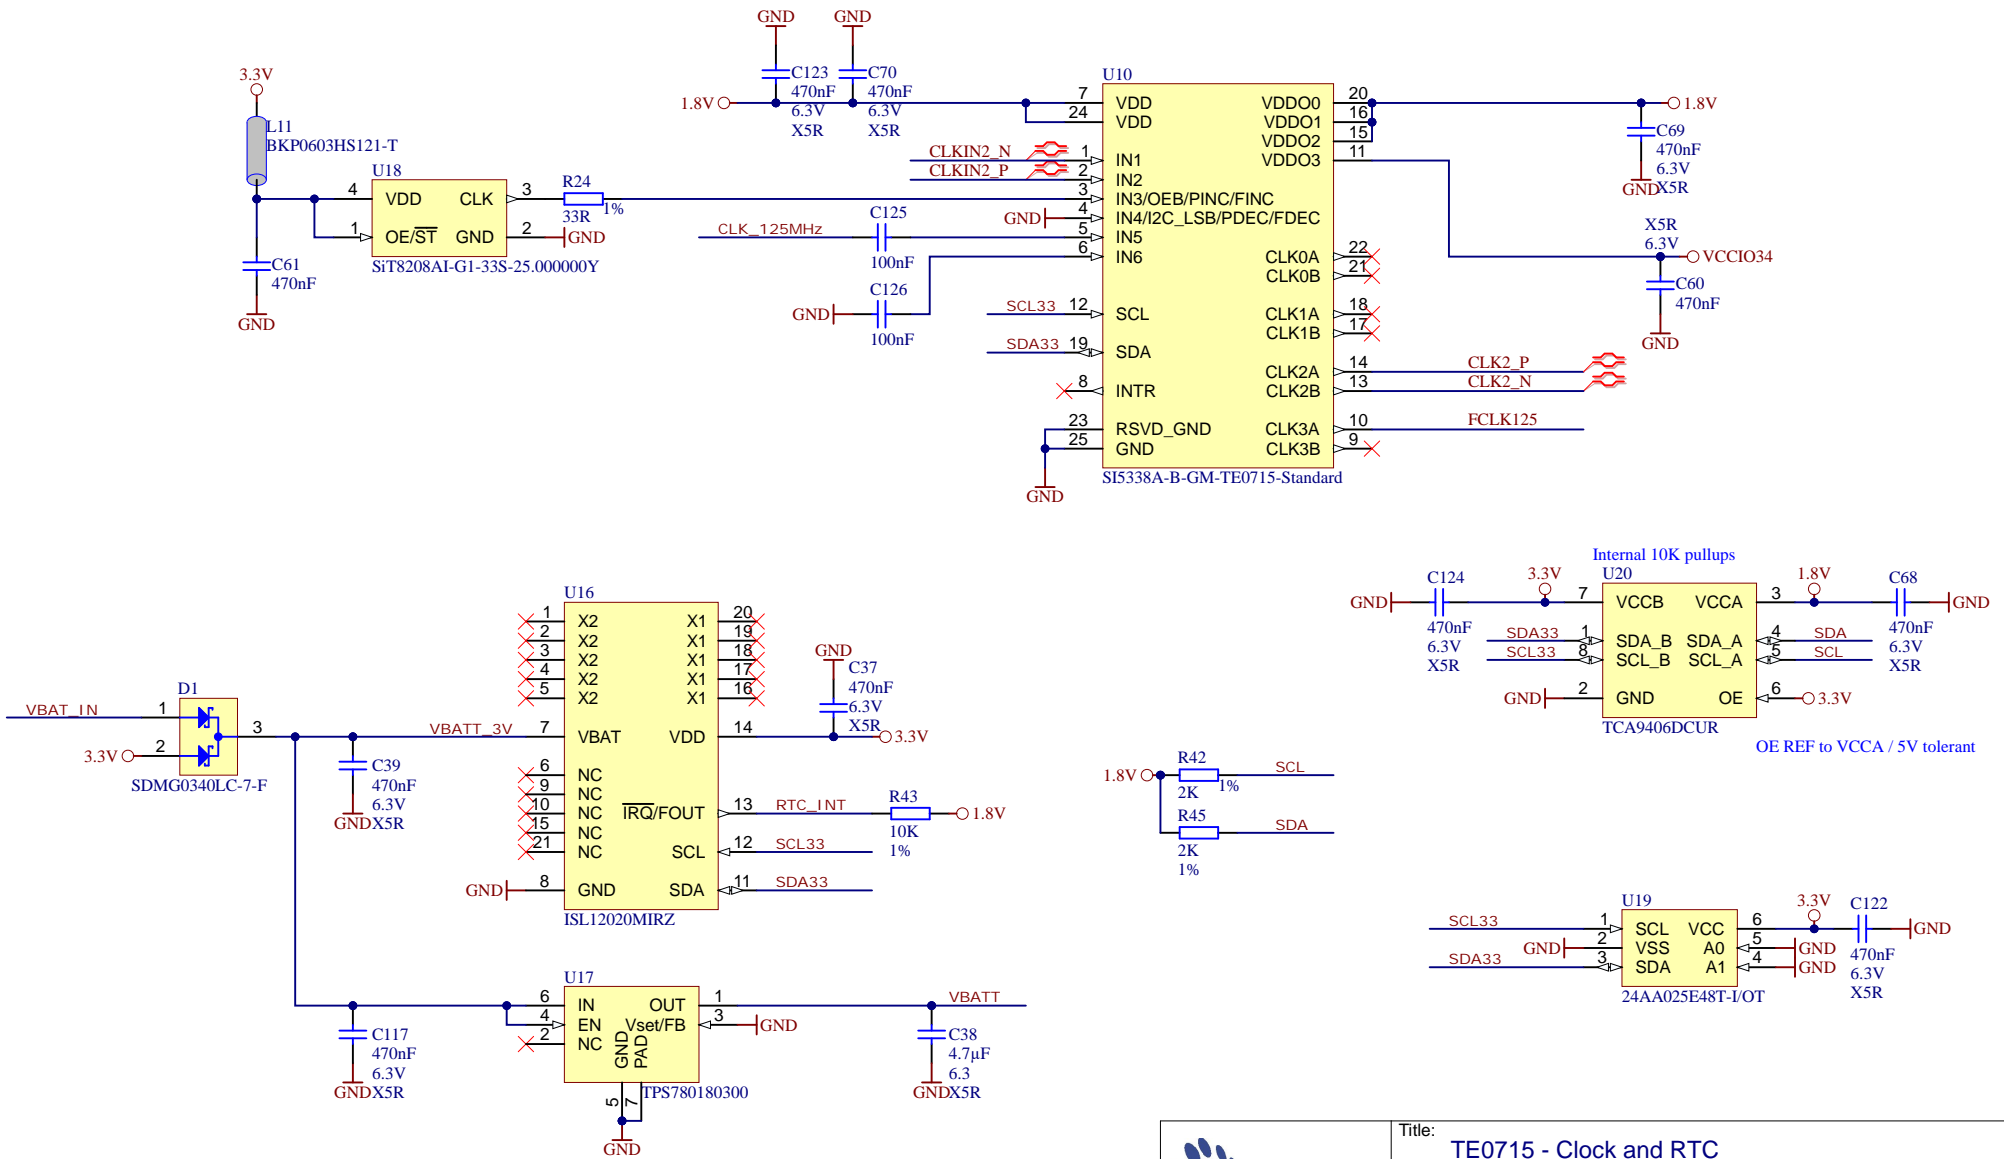 GND
GND
3.3V
L11
BKP0603HS121-T
C61
470nF
GND
U18
4
VDD
CLK
3
1
OE/ST
GND
2
GND
SiT8208AI-G1-33S-25.000000Y
R24
33R
1%
1.8V
C123
470nF
6.3V
X5R
C70
470nF
6.3V
X5R
CLKIN2_N
CLKIN2_P
GND
CLK_125MHz
C125
100nF
GND
C126
100nF
SCL33
SDA33
U10
7
VDD
24
VDD
1
IN1
2
IN2
3
IN3/OEB/PINC/FINC
4
IN4/I2C_LSB/PDEC/FDEC
5
IN5
6
IN6
12
SCL
19
SDA
8
INTR
23
RSVD_GND
25
GND
GND
VDDO0
20
VDDO1
16
VDDO2
15
VDDO3
11
CLK0A
22
CLK0B
21
CLK1A
18
CLK1B
17
CLK2A
14
CLK2B
13
CLK3A
10
CLK3B
9
SI5338A-B-GM-TE0715-Standard
1.8V
C69
470nF
6.3V
X5R
GND
X5R
6.3V
VCCIO34
C60
470nF
GND
CLK2_P
CLK2_N
FCLK125
VBAT_IN
D1
1
2
3
3.3V
SDMG0340LC-7-F
VBATT_3V
C39
470nF
6.3V
X5R
GND
U16
1
X2
2
X2
3
X2
4
X2
5
X2
7
VBAT
6
NC
9
NC
10
NC
15
NC
21
NC
8
GND
GND
X1
20
X1
19
X1
18
X1
17
X1
16
VDD
14
IRQ/FOUT
13
SCL
12
SDA
11
ISL12020MIRZ
GND
C37
470nF
6.3V
X5R
3.3V
RTC_INT
R43
10K
1%
1.8V
SCL33
SDA33
U17
6
IN
4
EN
2
NC
OUT
1
Vset/FB
3
GND
GND
PAD
5
7
GND
TPS780180300
C117
470nF
6.3V
X5R
GND
VBATT
C38
4.7µF
6.3
X5R
GND
Internal 10K pullups
U20
C124
470nF
6.3V
X5R
GND
3.3V
7
VCCB
VCCA
3
1.8V
C68
470nF
6.3V
X5R
GND
SDA33
1
SDA_B
SDA_A
4
SDA
SCL33
8
SCL_B
SCL_A
5
SCL
GND
2
GND
OE
6
3.3V
TCA9406DCUR
OE REF to VCCA / 5V tolerant
1.8V
R42
2K
1%
SCL
R45
2K
1%
SDA
U19
SCL33
1
SCL
VCC
6
3.3V
C122
470nF
6.3V
X5R
GND
GND
2
VSS
A0
5
GND
SDA33
3
SDA
A1
4
GND
24AA025E48T-I/OT
Title:
TE0715 - Clock and RTC